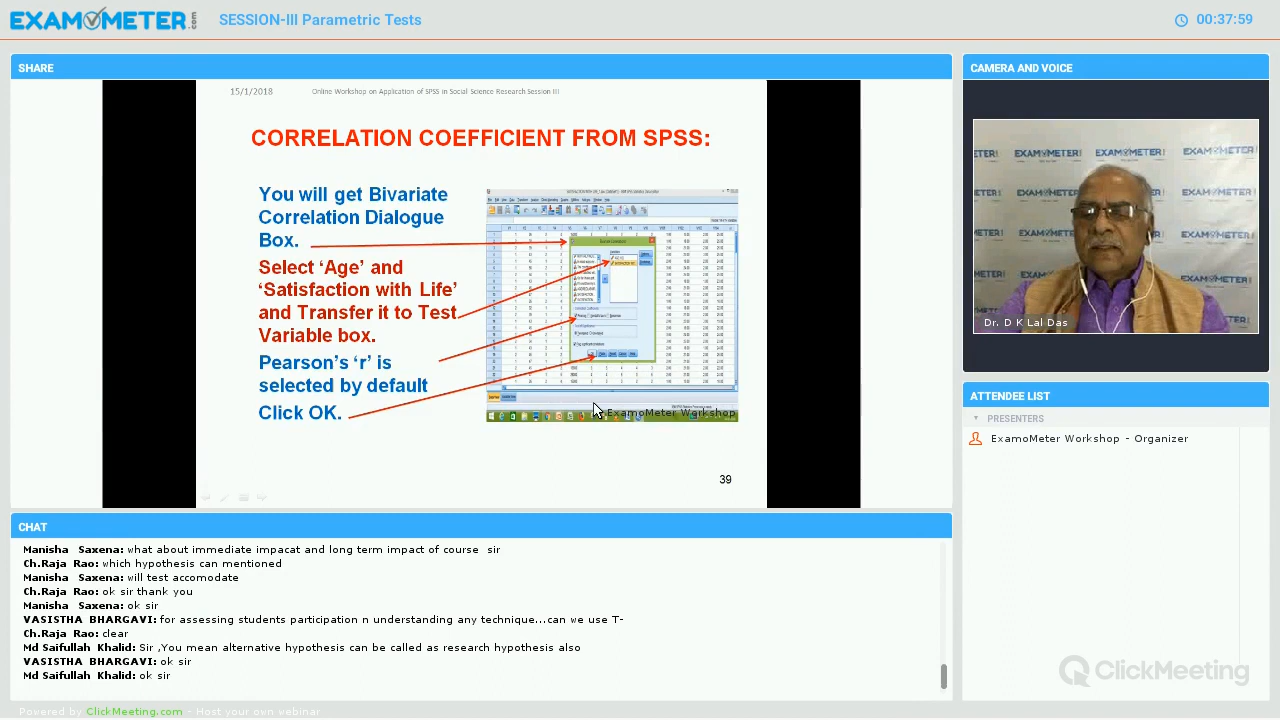 EXAMOMETER.com
SESSION-III Parametric Tests
00:37:59
SHARE
15/1/2018 Online Workshop on Application of SPSS in Social Science Research Session III
CORRELATION COEFFICIENT FROM SPSS:
You will get Bivariate
Correlation Dialogue
Box.
Select ‘Age’ and
‘Satisfaction with Life’
and Transfer it to Test
Variable box.
Pearson’s ‘r’ is
selected by default
Click OK.
ExamoMeter Workshop
39
CAMERA AND VOICE
EXAMOMETER!
Dr. D K Lal Das
ATTENDEE LIST
PRESENTERS
ExamoMeter Workshop - Organizer
CHAT
Manisha Saxena: what about immediate impacat and long term impact of course sir
Ch.Raja Rao: which hypothesis can mentioned
Manisha Saxena: will test accomodate
Ch.Raja Rao: ok sir thank you
Manisha Saxena: ok sir
VASISTHA BHARGAVI: for assessing students participation n understanding any technique...can we use T-
Ch.Raja Rao: clear
Md Saifullah Khalid: Sir ,You mean alternative hypothesis can be called as research hypothesis also
VASISTHA BHARGAVI: ok sir
Md Saifullah Khalid: ok sir
ClickMeeting
Powered by ClickMeeting.com - Host your own webinar